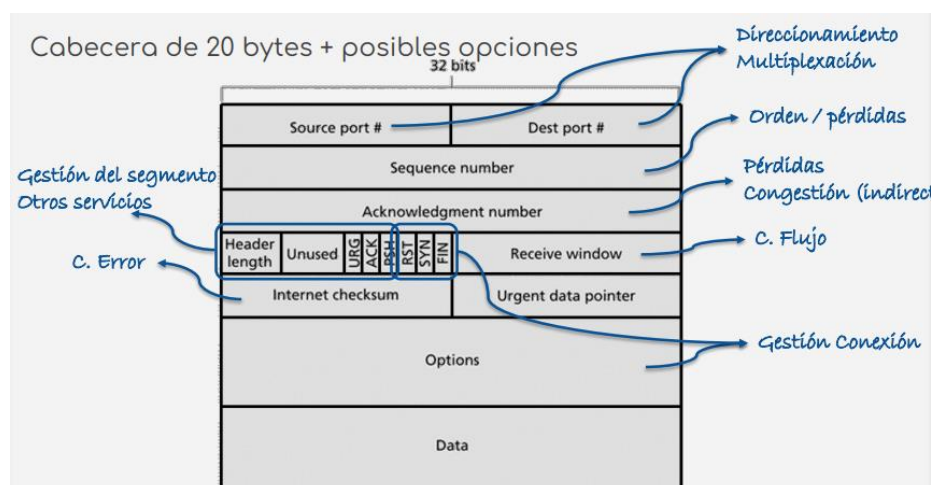 Cabecera de 20 bytes + posibles opciones
32 bits
Direccionamiento
Multiplexación
Source port #
Dest port #
Orden / pérdidas
Sequence number
Gestión del segmento
Otros servicios
Pérdidas
Congestión (indirect
Acknowledgment number
Header
length
Unused
URG
ACK
PSH
RST
SYN
FIN
Receive window
C. Flujo
C. Error
Internet checksum
Urgent data pointer
Gestión Conexión
Options
Data